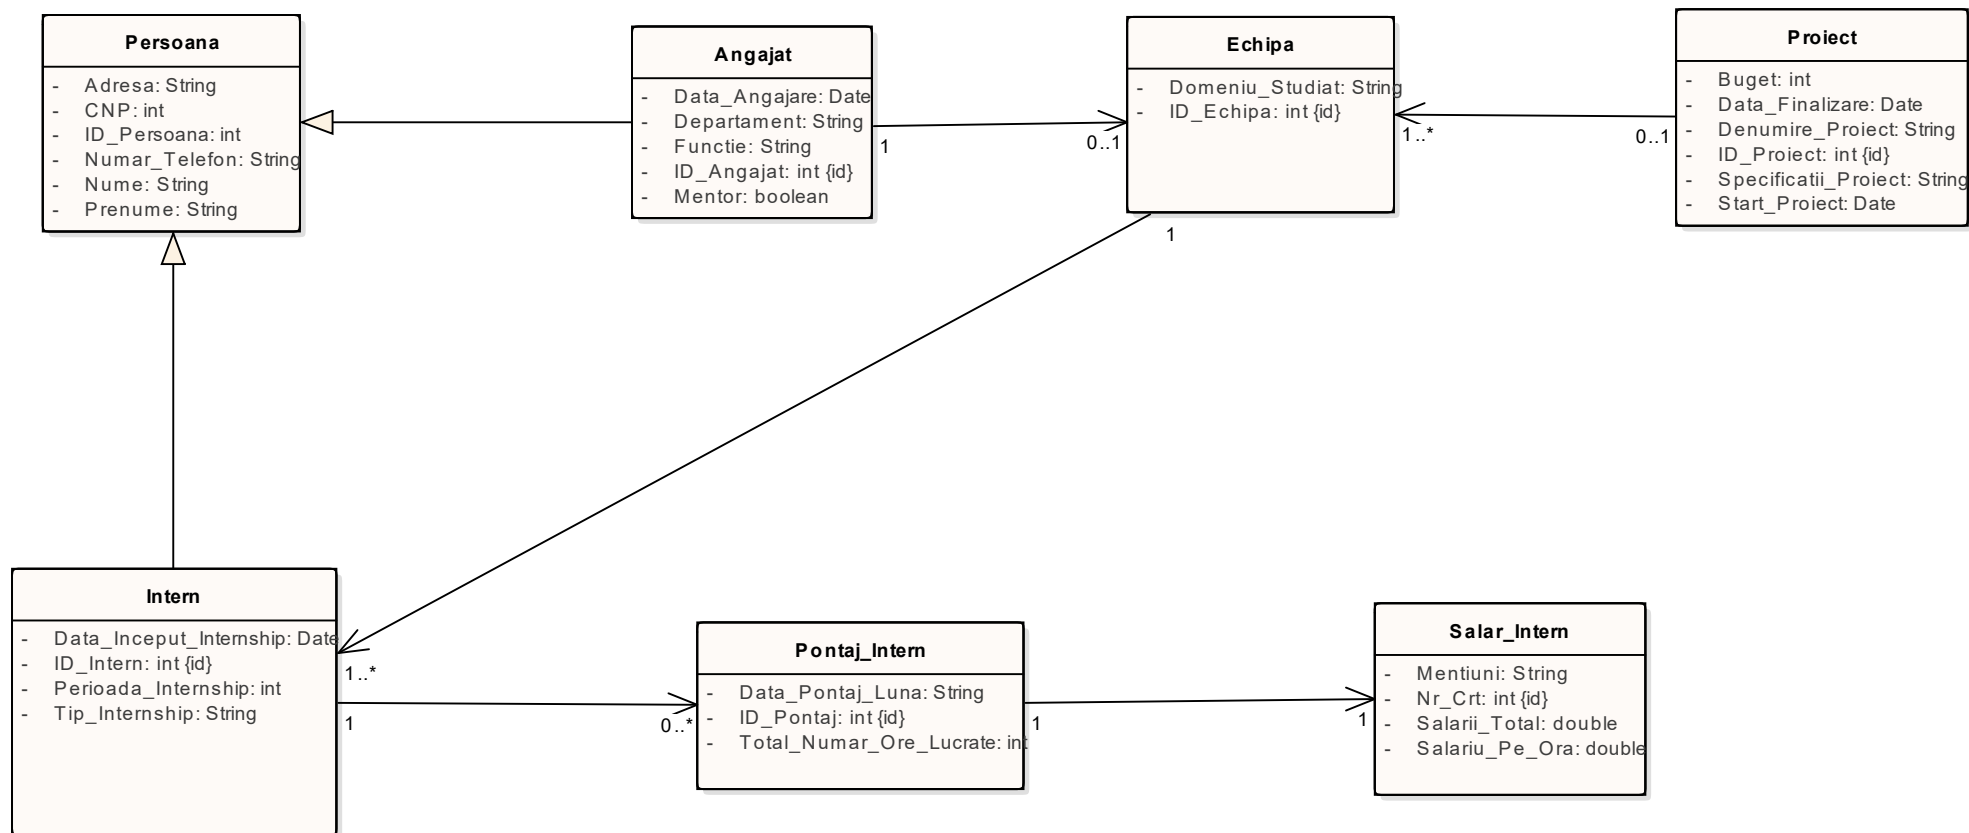 Persoana
- Adresa: String
- CNP: int
- ID_Persoana: int
- Numar_Telefon: String
- Nume: String
- Prenume: String
Angajat
- Data_Angajare: Date
- Departament: String
- Functie: String
- ID_Angajat: int {id}
- Mentor: boolean
1
0..1
Echipa
- Domeniu_Studiat: String
- ID_Echipa: int {id}
1..*
0..1
Proiect
- Buget: int
- Data_Finalizare: Date
- Denumire_Proiect: String
- ID_Proiect: int {id}
- Specificatii_Proiect: String
- Start_Proiect: Date
1
1..*
Intern
- Data_Inceput_Internship: Date
- ID_Intern: int {id}
- Perioada_Internship: int
- Tip_Internship: String
1
0..*
Pontaj_Intern
- Data_Pontaj_Luna: String
- ID_Pontaj: int {id}
- Total_Numar_Ore_Lucrate: int
1
1
Salar_Intern
- Mentiuni: String
- Nr_Crt: int {id}
- Salarii_Total: double
- Salariu_Pe_Ora: double